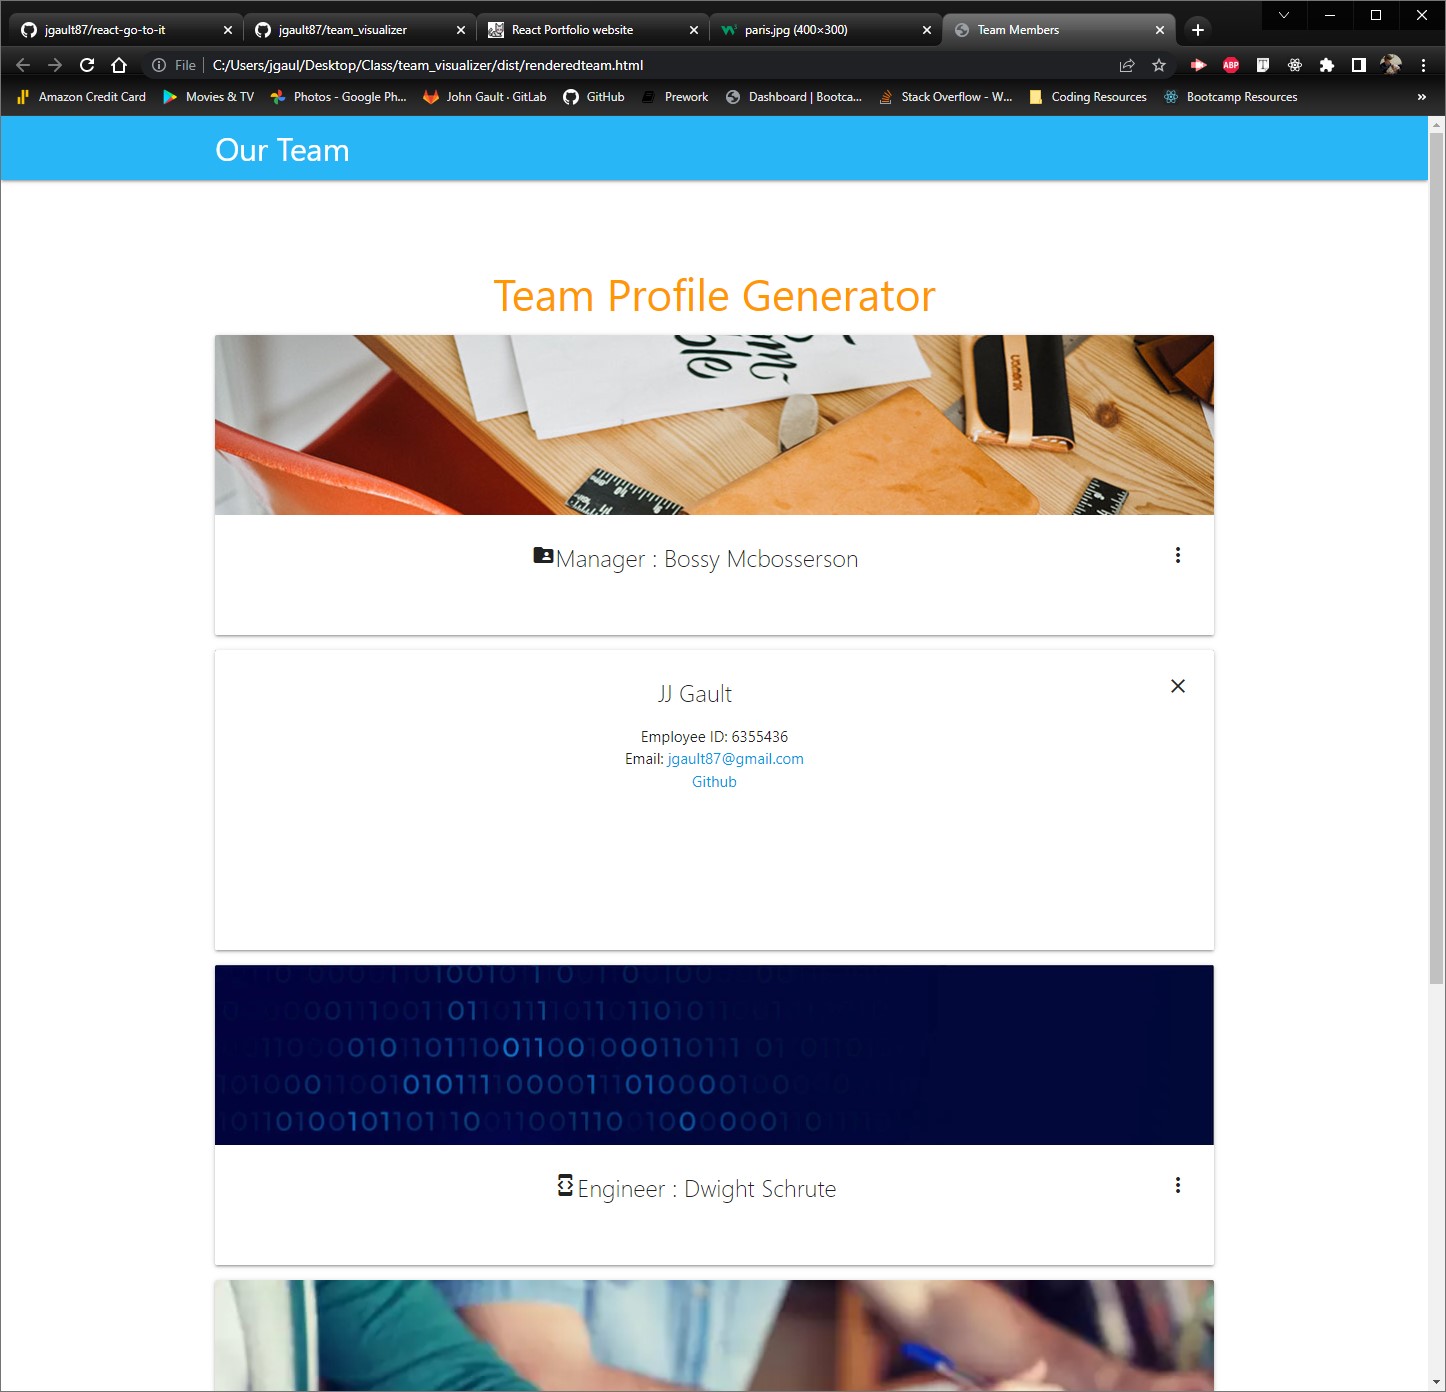 jgault87/react-go-to-it
jgault87/team_visualizer
React Portfolio website
paris.jpg (400×300)
Team Members
File
C:/Users/jgaul/Desktop/Class/team_visualizer/dist/renderedteam.html
ABP
Amazon Credit Card
Movies & TV
Photos - Google Ph...
John Gault · GitLab
GitHub
Prework
Dashboard | Bootca...
Stack Overflow - W...
Coding Resources
Bootcamp Resources
»
Our Team
Team Profile Generator
Manager : Bossy Mcbosserson
JJ Gault
Employee ID: 6355436
Email: jgault87@gmail.com
Github
Engineer : Dwight Schrute